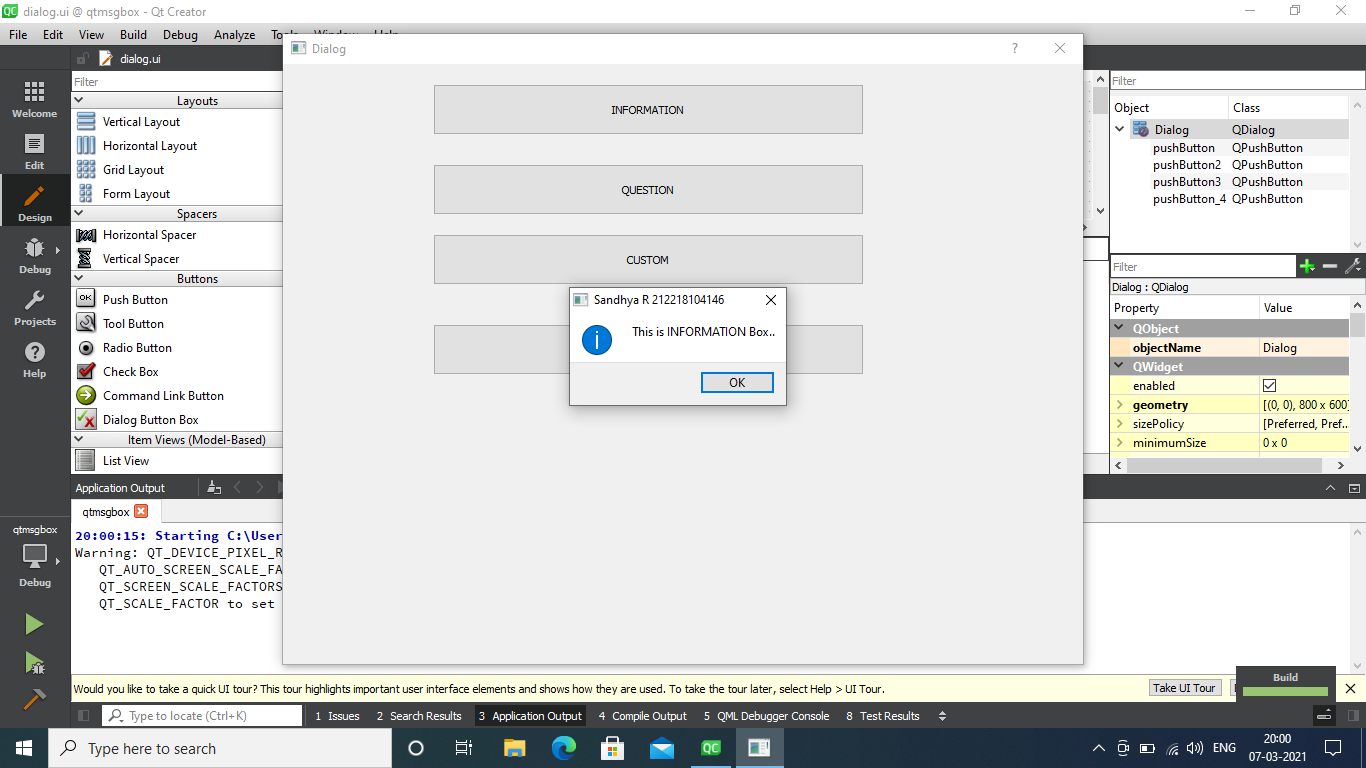 dialog.ui @ qtmsgbox - Qt Creator
File Edit View Build Debug Analyze
dialog.ui
Welcome
Edit
Design
Debug
Projects
Help
qtmsgbox
Debug
Filter
Layouts
Vertical Layout
Horizontal Layout
Grid Layout
Form Layout
Spacers
Horizontal Spacer
Vertical Spacer
Buttons
Push Button
OK
Tool Button
Radio Button
Check Box
Command Link Button
Dialog Button Box
Item Views (Model-Based)
List View
Dialog
?
INFORMATION
QUESTION
CUSTOM
Sandhya R 212218104146
This is INFORMATION Box..
OK
Filter
Object Class
Dialog QDialog
pushButton QPushButton
pushButton2 QPushButton
pushButton3 QPushButton
pushButton_4 QPushButton
Filter
Dialog : QDialog
Property Value
QObject
objectName Dialog
QWidget
enabled
geometry [(0, 0), 800 x 600]
sizePolicy [Preferred, Pref...
minimumSize 0 x 0
Application Output
qtmsgbox
20:00:15: Starting C:\User
Warning: QT_DEVICE_PIXEL_R
QT_AUTO_SCREEN_SCALE_FA
QT_SCREEN_SCALE_FACTORS
QT_SCALE_FACTOR to set
Would you like to take a quick UI tour? This tour highlights important user interface elements and shows how they are used. To take the tour later, select Help > UI Tour.
Take UI Tour
Build
Type to locate (Ctrl+K)
1 Issues 2 Search Results 3 Application Output 4 Compile Output 5 QML Debugger Console 8 Test Results
Type here to search
QC
ENG
20:00
07-03-2021